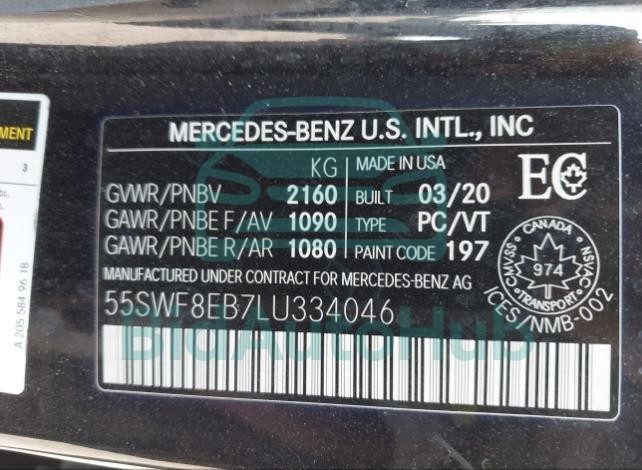 MENT
3
A 205 584 96 18
MERCEDES-BENZ U.S. INTL., INC
KG
MADE IN USA
GVWR/PNBV 2160
BUILT 03/20
GAWR/PNBE F/AV 1090
TYPE PC/VT
GAWR/PNBE R/AR 1080
PAINT CODE 197
MANUFACTURED UNDER CONTRACT FOR MERCEDES-BENZ AG
55SWF8EB7LU334046
EC
CANADA
CMVSS
974
NSVAC
TRANSPORT
ICES/NMB-002
BidAutoHub